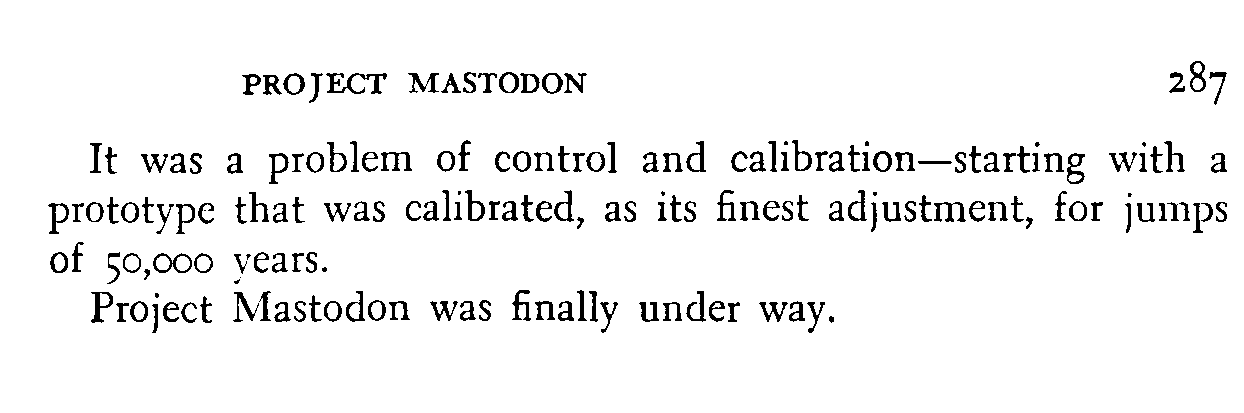 PROJECT MASTODON 287
It was a problem of control and calibration—starting with a
prototype that was calibrated, as its finest adjustment, for jumps
of 50,000 years.
Project Mastodon was finally under way.